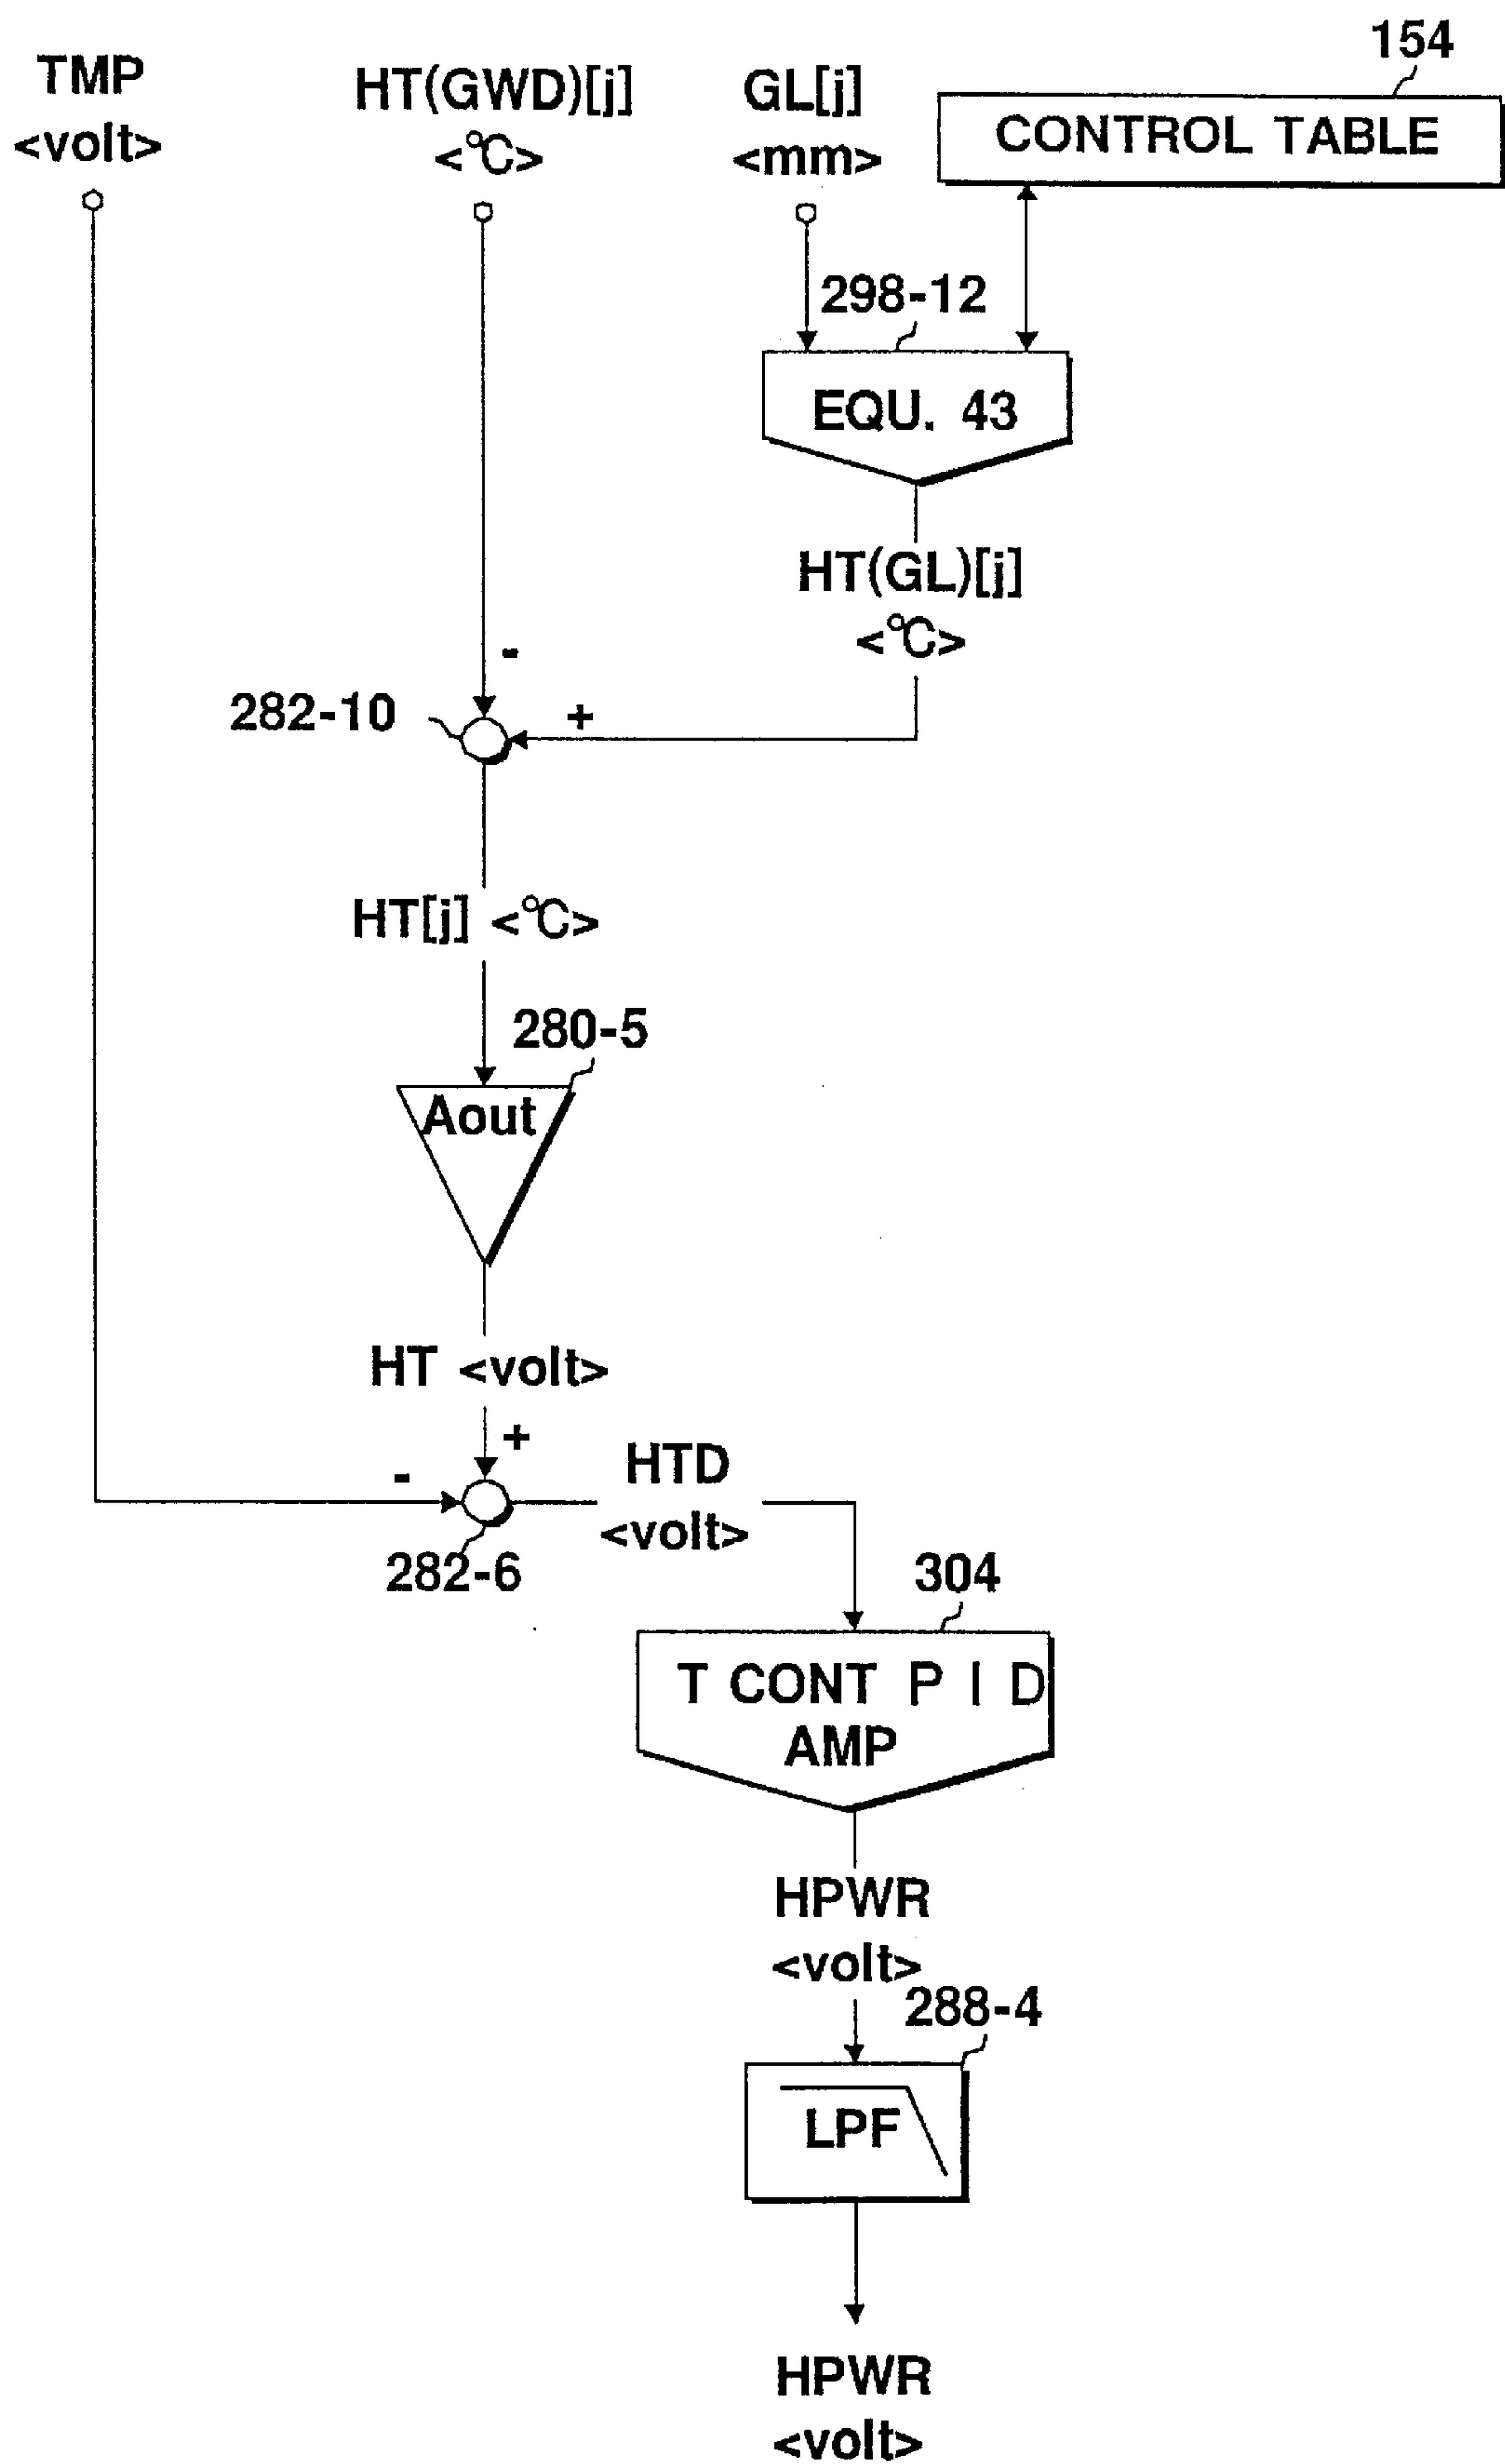 154
TMP
<volt>
HT(GWD)[j]
<℃>
GL[j]
<mm>
CONTROL TABLE
298-12
EQU. 43
HT(GL)[j]
<℃>
-
282-10
+
HT[j] <℃>
280-5
Aout
HT <volt>
+
-
HTD
<volt>
282-6
304
T CONT P I D
AMP
HPWR
<volt>
288-4
LPF
HPWR
<volt>